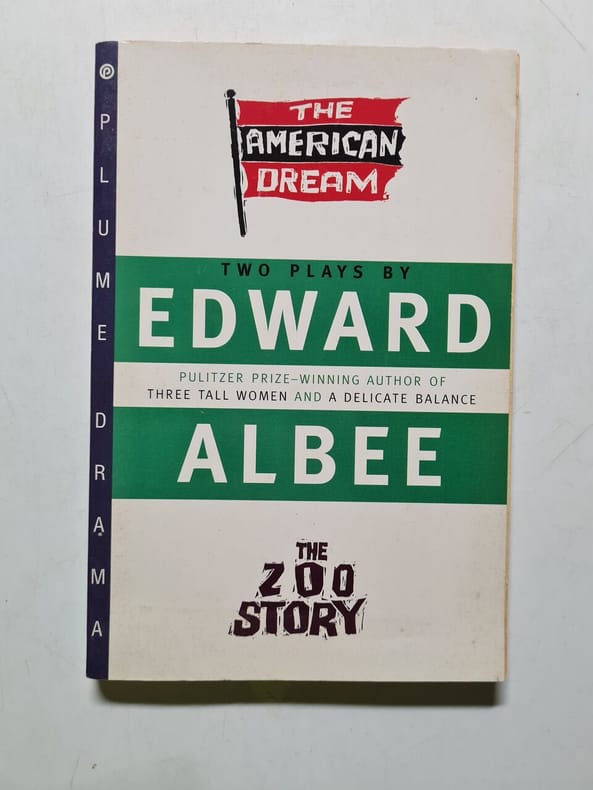 PLUME DRAMA
THE
AMERICAN
DREAM
TWO PLAYS BY
EDWARD
PULITZER PRIZE–WINNING AUTHOR OF
THREE TALL WOMEN AND A DELICATE BALANCE
ALBEE
THE
ZOO
STORY